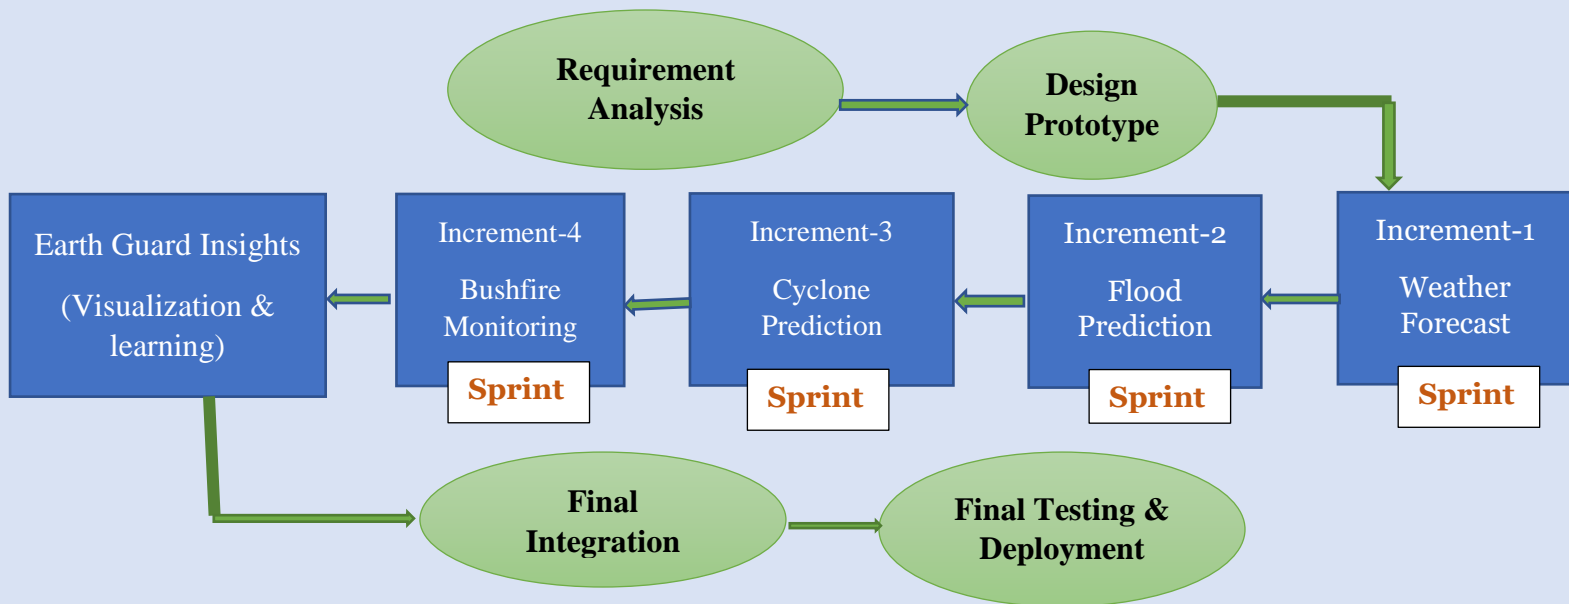 Requirement
Analysis
Design
Prototype
Earth Guard Insights
(Visualization &
learning)
Increment-4
Bushfire
Monitoring
Sprint
Increment-3
Cyclone
Prediction
Sprint
Increment-2
Flood
Prediction
Sprint
Increment-1
Weather
Forecast
Sprint
Final
Integration
Final Testing &
Deployment